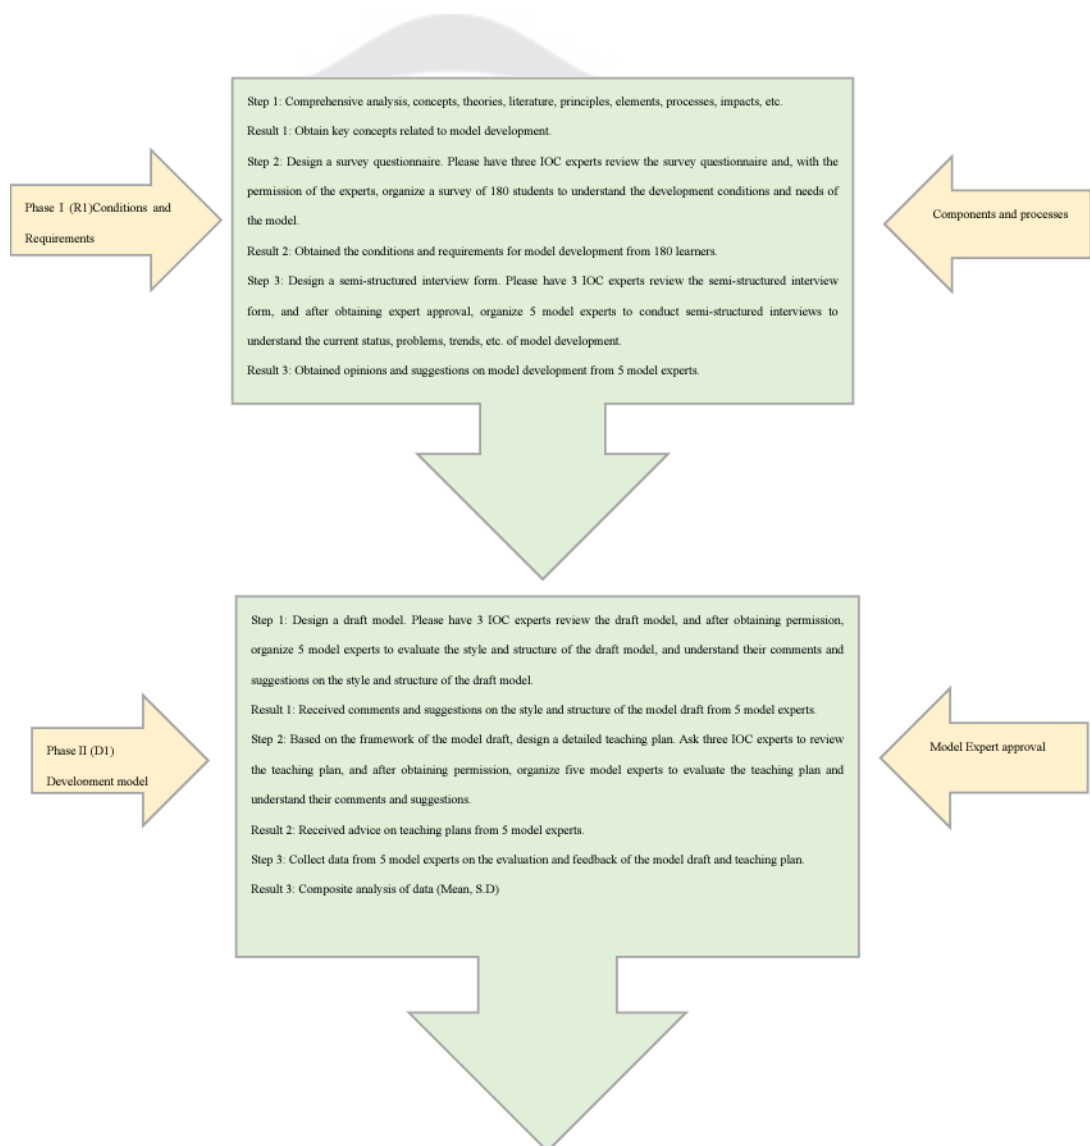 Step 1: Comprehensive analysis, concepts, theories, literature, principles, elements, processes, impacts, etc.
Result 1: Obtain key concepts related to model development.
Step 2: Design a survey questionnaire. Please have three IOC experts review the survey questionnaire and, with the
permission of the experts, organize a survey of 180 students to understand the development conditions and needs of
the model.
Result 2: Obtained the conditions and requirements for model development from 180 learners.
Step 3: Design a semi-structured interview form. Please have 3 IOC experts review the semi-structured interview
form, and after obtaining expert approval, organize 5 model experts to conduct semi-structured interviews to
understand the current status, problems, trends, etc. of model development.
Result 3: Obtained opinions and suggestions on model development from 5 model experts.
Phase I (R1)Conditions and
Requirements
Components and processes
Step 1: Design a draft model. Please have 3 IOC experts review the draft model, and after obtaining permission,
organize 5 model experts to evaluate the style and structure of the draft model, and understand their comments and
suggestions on the style and structure of the draft model.
Result 1: Received comments and suggestions on the style and structure of the model draft from 5 model experts.
Step 2: Based on the framework of the model draft, design a detailed teaching plan. Ask three IOC experts to review
the teaching plan, and after obtaining permission, organize five model experts to evaluate the teaching plan and
understand their comments and suggestions.
Result 2: Received advice on teaching plans from 5 model experts.
Step 3: Collect data from 5 model experts on the evaluation and feedback of the model draft and teaching plan.
Result 3: Composite analysis of data (Mean, S.D)
Phase II (D1)
Development model
Model Expert approval